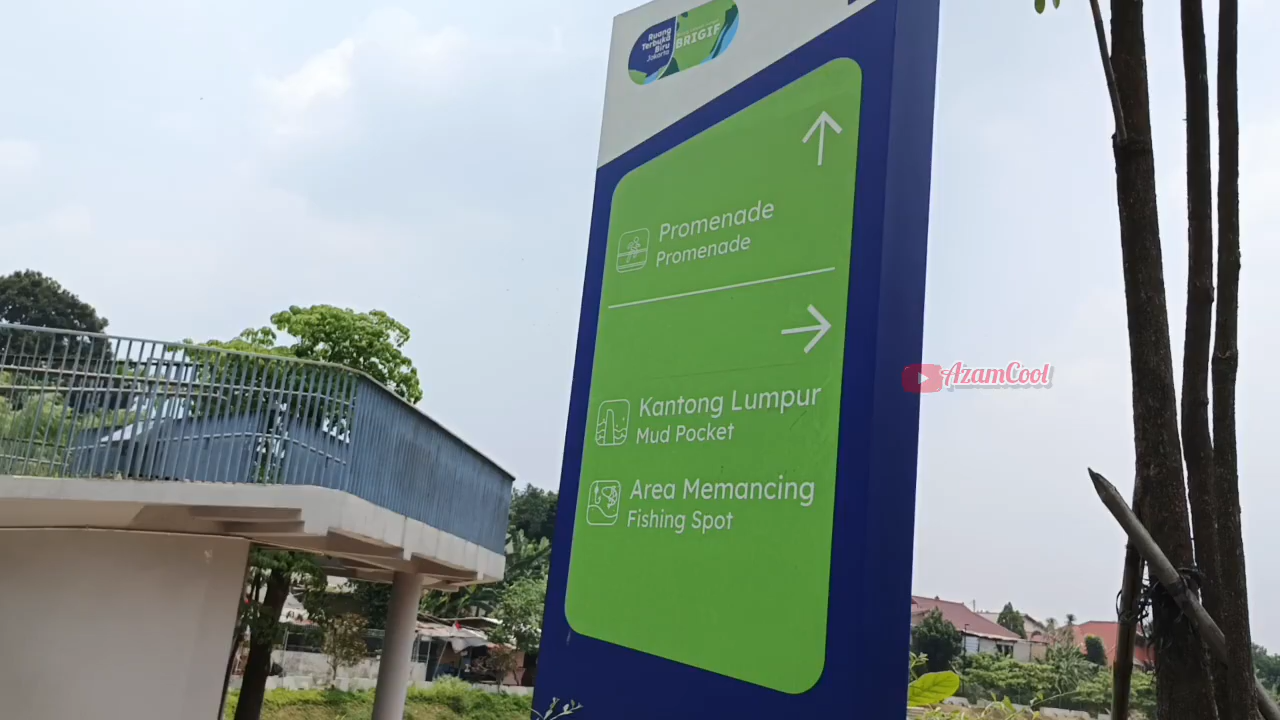 Ruang
Terbuka
Biru
Jakarta
BRIGIF
Promenade
Promenade
Kantong Lumpur
Mud Pocket
Area Memancing
Fishing Spot
AzamCool